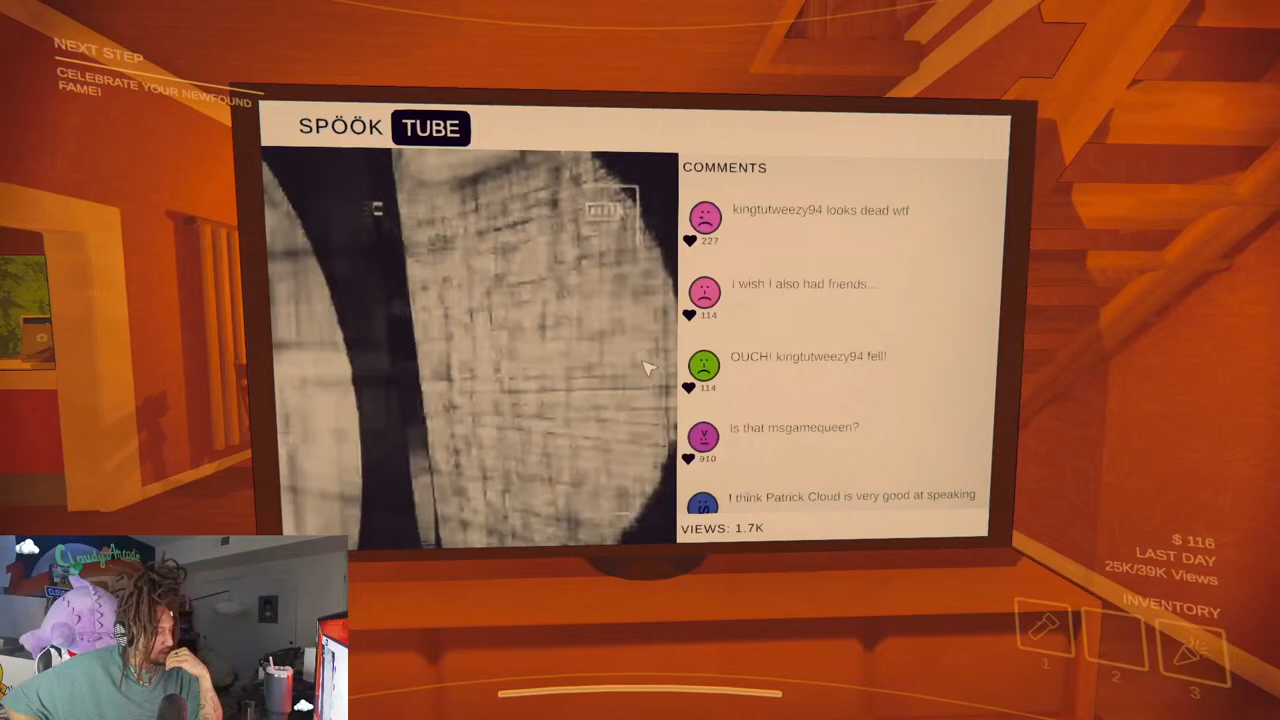 NEXT STEP
CELEBRATE YOUR NEWFOUND
FAME!
SPÖÖK TUBE
COMMENTS
kingtutweezy94 looks dead wtf
227
I wish I also had friends...
114
OUCH! kingtutweezy94 fell!
114
Is that msgamequeen?
910
I think Patrick Cloud is very good at speaking
VIEWS: 1.7K
$ 116
LAST DAY
25K/39K Views
INVENTORY
1
2
3
Cloudy Arcade